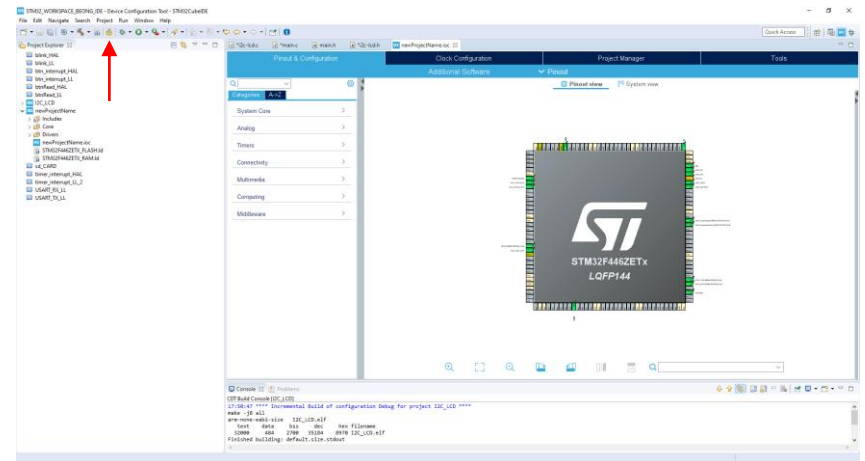 STM32_WORKSPACE_BEONG_IDE - Device Configuration Tool - STM32CubeIDE
File Edit Navigate Search Project Run Window Help
Quick Access
Project Explorer
*main.c
main.h
newProjectName.ioc
blink_HAL
blink_LL
btn_interrupt_HAL
btn_interrupt_LL
btnRead_HAL
btnRead_LL
I2C_LCD
newProjectName
Includes
Core
Drivers
newProjectName.ioc
STM32F446ZETX_FLASH.ld
STM32F446ZETX_RAM.ld
sd_CARD
timer_interrupt_HAL
timer_interrupt_LL_2
USART_RX_LL
USART_TX_LL
Pinout & Configuration
Clock Configuration
Project Manager
Tools
Additional Software
Pinout
Pinout view
System view
Categories
A->Z
System Core
Analog
Timers
Connectivity
Multimedia
Computing
Middleware
STM32F446ZETx
LQFP144
Console
Problems
CDT Build Console [I2C_LCD]
17:50:47 **** Incremental Build of configuration Debug for project I2C_LCD ****
make -j8 all
arm-none-eabi-size I2C_LCD.elf
text data bss dec hex filename
32000 484 2700 35184 8970 I2C_LCD.elf
Finished building: default.size.stdout